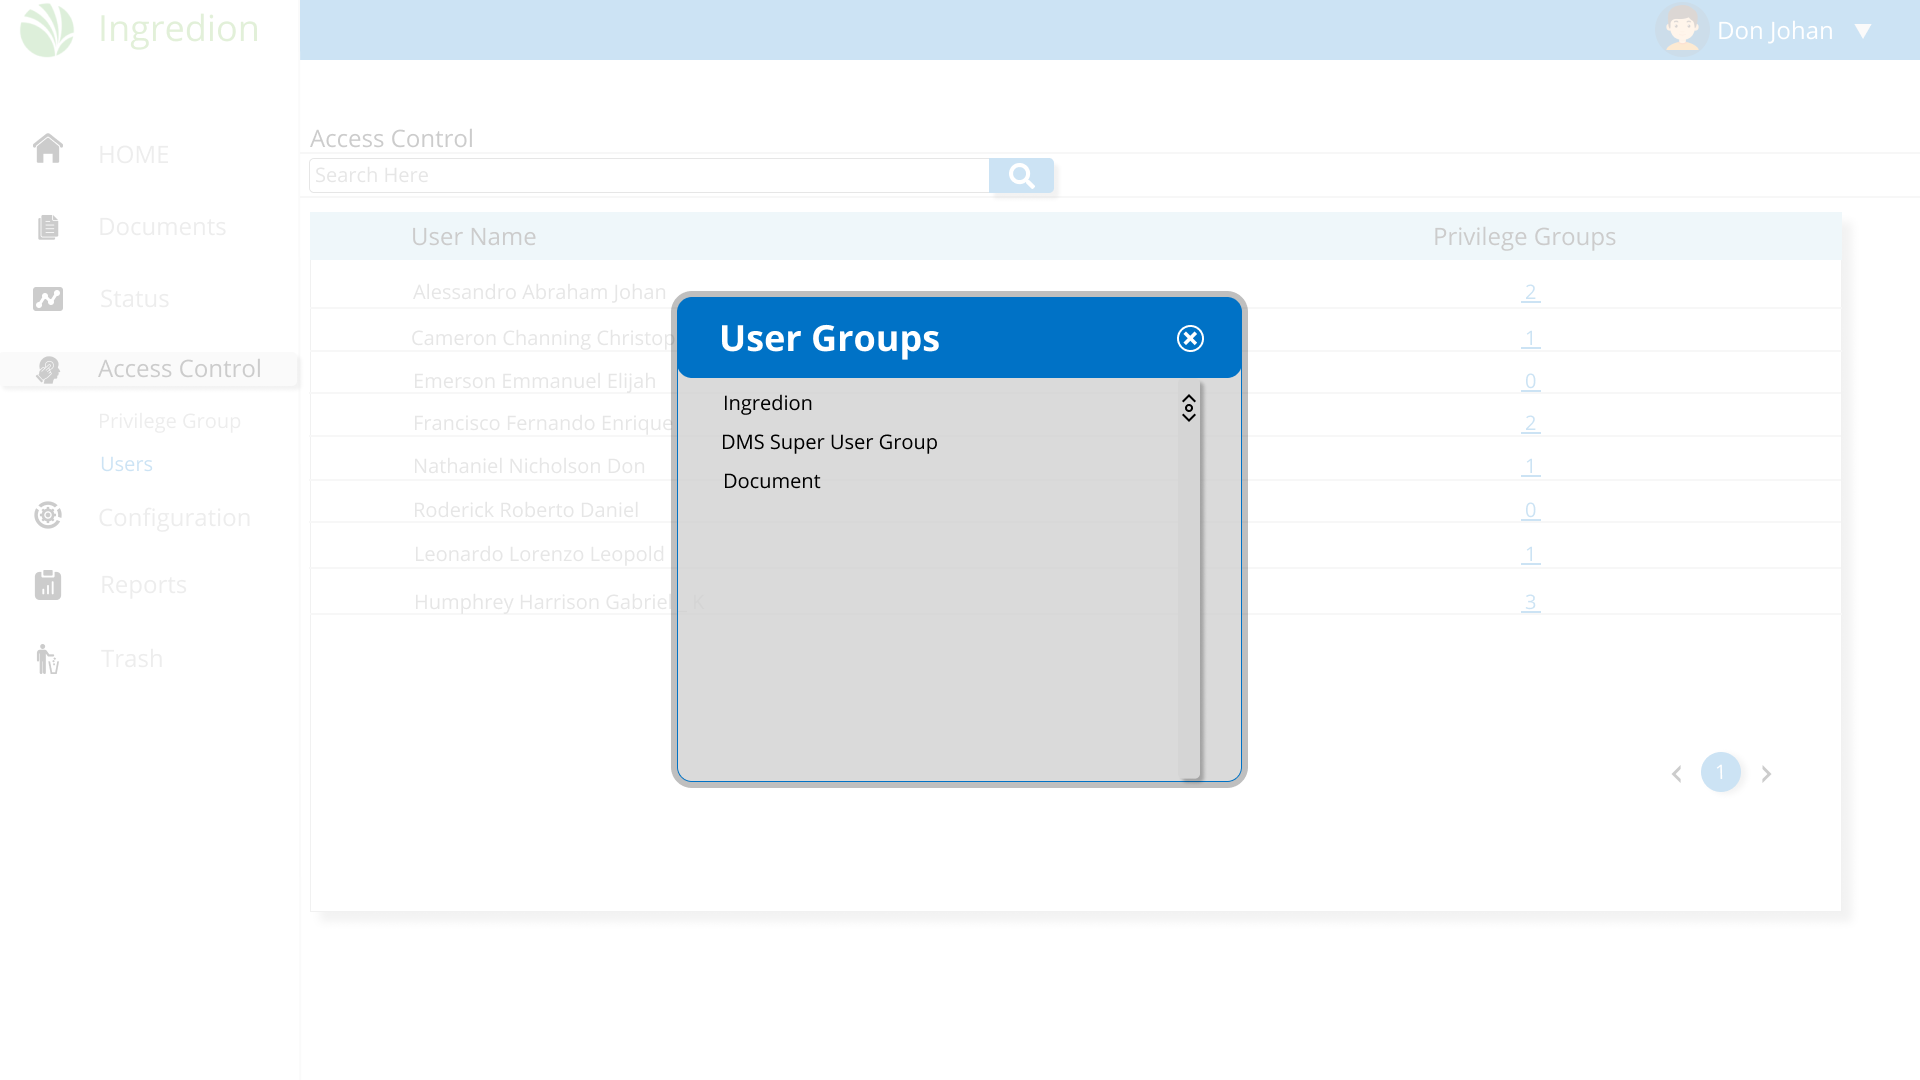 Ingredion
Don Johan
HOME
Documents
Status
Access Control
Privilege Group
Users
Configuration
Reports
Trash
Access Control
Search Here
User Name Privilege Groups
Alessandro Abraham Johan 2
Cameron Channing Christop 1
Emerson Emmanuel Elijah 0
Francisco Fernando Enrique 2
Nathaniel Nicholson Don 1
Roderick Roberto Daniel 0
Leonardo Lorenzo Leopold 1
Humphrey Harrison Gabriel K 3
User Groups
Ingredion
DMS Super User Group
Document
1